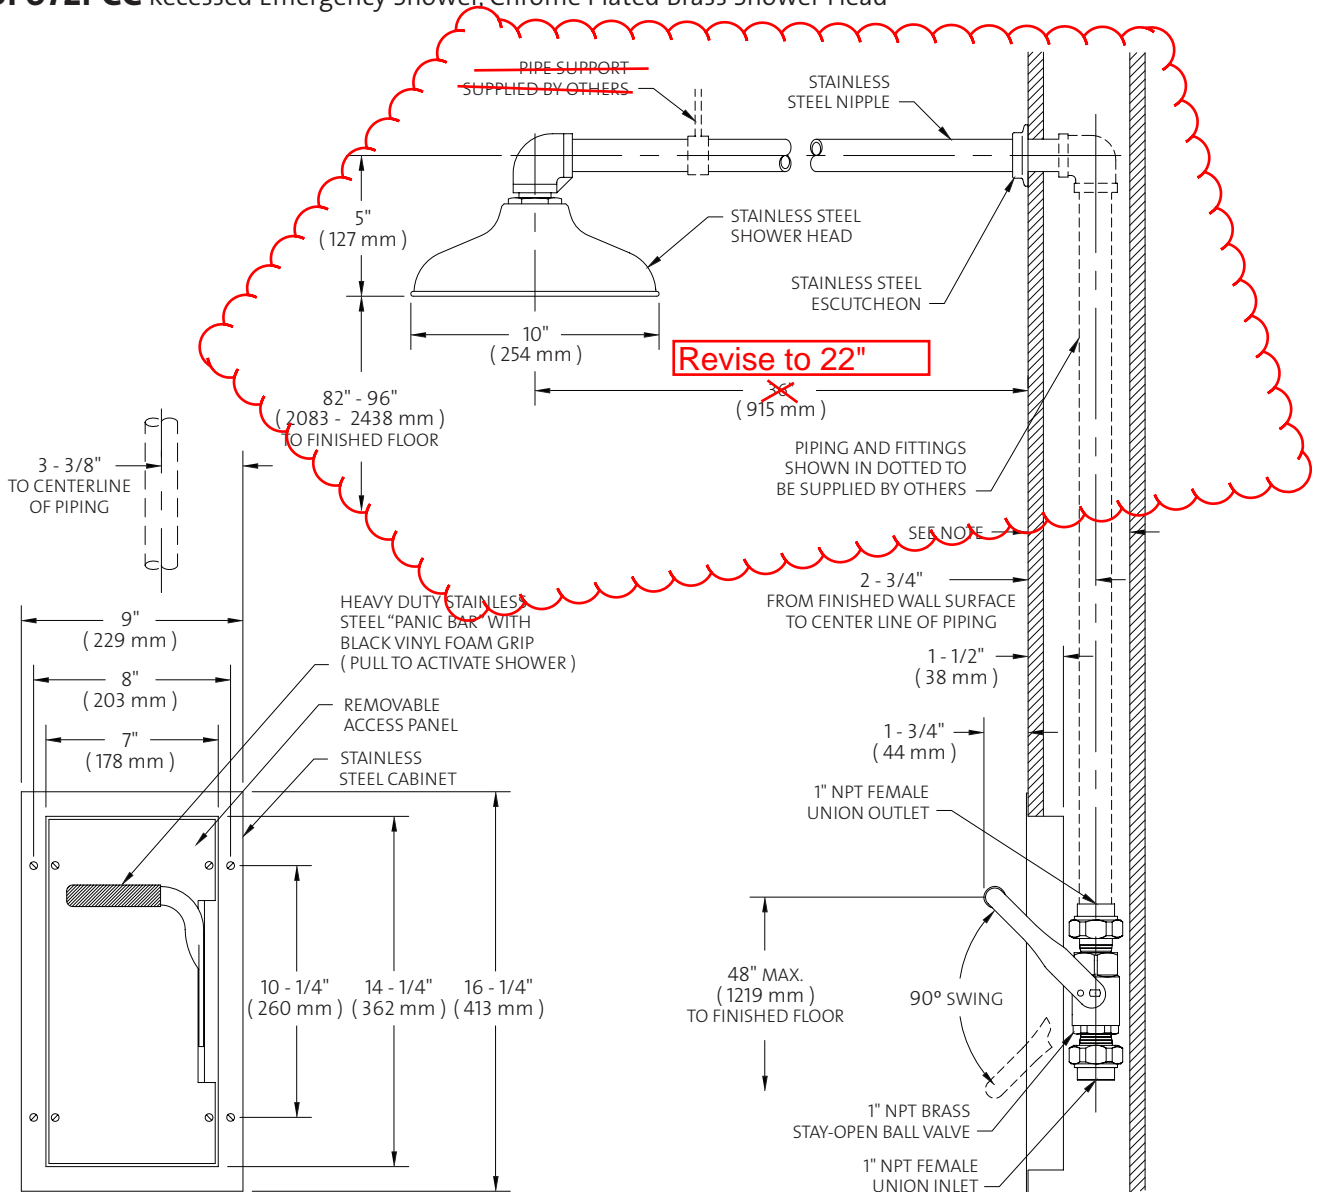 Recessed Emergency Shower, Chrome Plated Brass Shower Head
PIPE SUPPORT
SUPPLIED BY OTHERS
STAINLESS
STEEL NIPPLE
5"
( 127 mm )
STAINLESS STEEL
SHOWER HEAD
STAINLESS STEEL
ESCUTCHEON
10"
( 254 mm )
Revise to 22"
36"
( 915 mm )
82" - 96"
( 2083 - 2438 mm )
TO FINISHED FLOOR
PIPING AND FITTINGS
SHOWN IN DOTTED TO
BE SUPPLIED BY OTHERS
3 - 3/8"
TO CENTERLINE
OF PIPING
SEE NOTE
2 - 3/4"
FROM FINISHED WALL SURFACE
TO CENTER LINE OF PIPING
HEAVY DUTY STAINLESS
STEEL "PANIC BAR" WITH
BLACK VINYL FOAM GRIP
( PULL TO ACTIVATE SHOWER )
9"
( 229 mm )
8"
( 203 mm )
7"
( 178 mm )
REMOVABLE
ACCESS PANEL
STAINLESS
STEEL CABINET
1 - 1/2"
( 38 mm )
1 - 3/4"
( 44 mm )
1" NPT FEMALE
UNION OUTLET
10 - 1/4"
( 260 mm )
14 - 1/4"
( 362 mm )
16 - 1/4"
( 413 mm )
48" MAX.
( 1219 mm )
TO FINISHED FLOOR
90º SWING
1" NPT BRASS
STAY-OPEN BALL VALVE
1" NPT FEMALE
UNION INLET